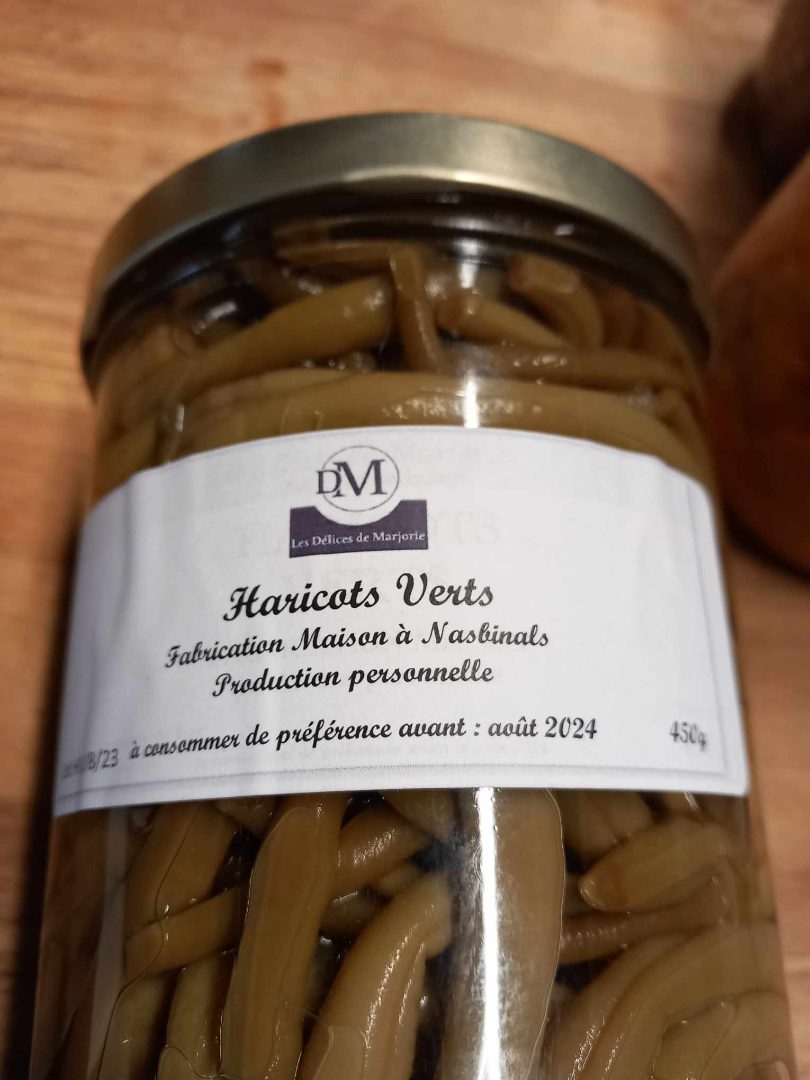 DM
Les Délices de Marjorie
Haricots Verts
Fabrication Maison à Nasbinals
Production personnelle
à consommer de préférence avant : août 2024
450g